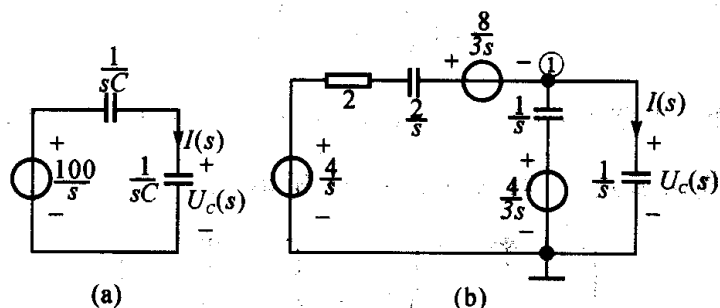 1/sC
+
100/s
−
I(s)
1/sC
+
U_C(s)
−
(a)
2
2/s
+
8/3s
−
①
+
4/s
−
1/s
+
4/3s
−
I(s)
1/s
+
U_C(s)
−
(b)